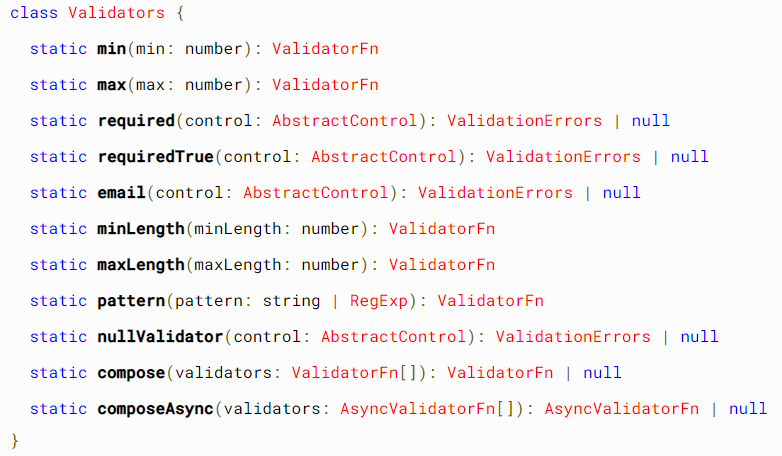 class Validators {
static min(min: number): ValidatorFn
static max(max: number): ValidatorFn
static required(control: AbstractControl): ValidationErrors | null
static requiredTrue(control: AbstractControl): ValidationErrors | null
static email(control: AbstractControl): ValidationErrors | null
static minLength(minLength: number): ValidatorFn
static maxLength(maxLength: number): ValidatorFn
static pattern(pattern: string | RegExp): ValidatorFn
static nullValidator(control: AbstractControl): ValidationErrors | null
static compose(validators: ValidatorFn[]): ValidatorFn | null
static composeAsync(validators: AsyncValidatorFn[]): AsyncValidatorFn | null
}